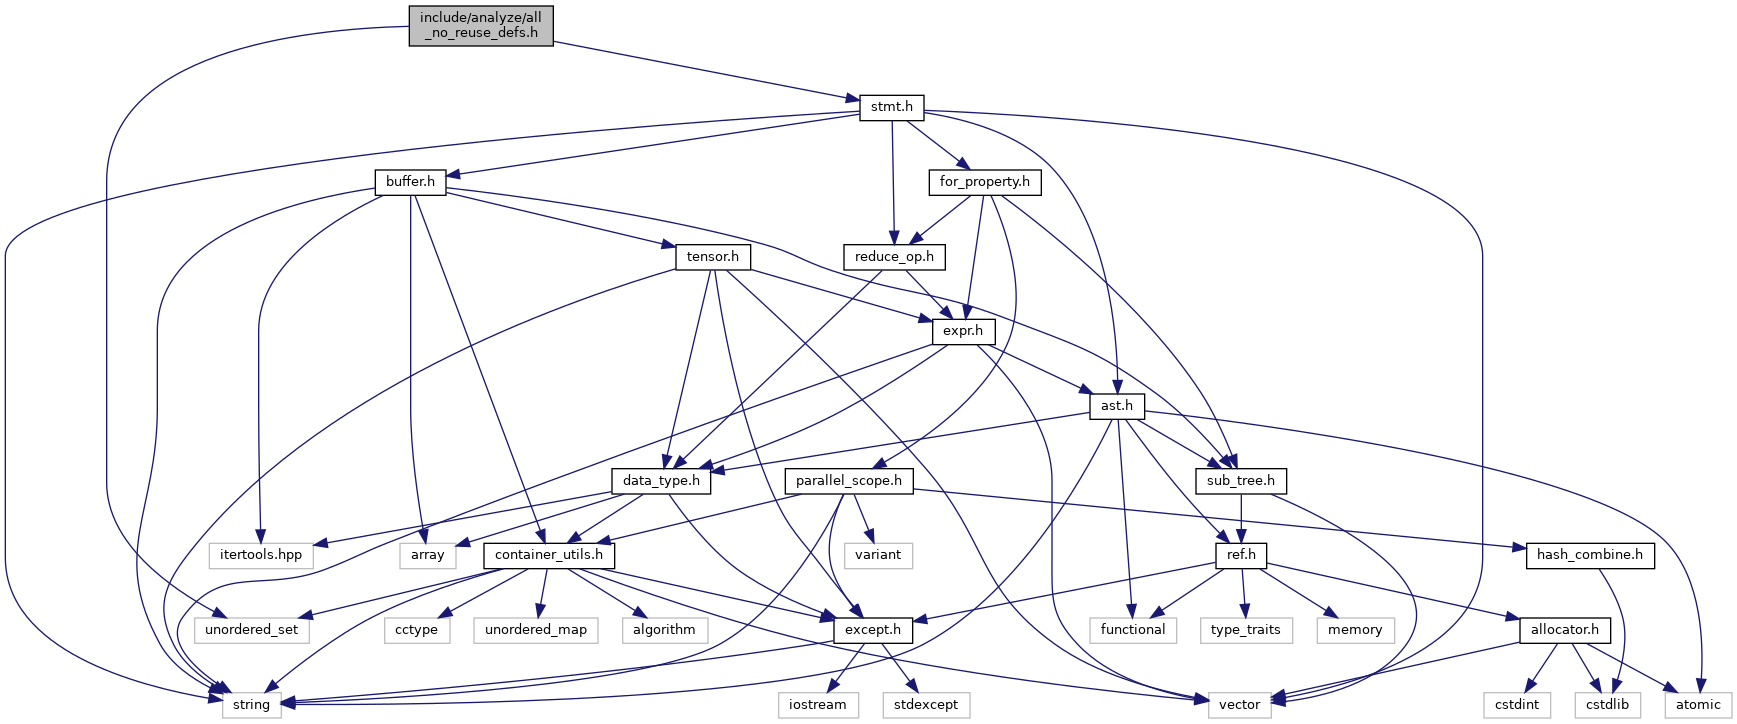 include/analyze/all
_no_reuse_defs.h
stmt.h
buffer.h
for_property.h
tensor.h
reduce_op.h
expr.h
ast.h
data_type.h
parallel_scope.h
sub_tree.h
itertools.hpp
array
container_utils.h
variant
ref.h
hash_combine.h
unordered_set
cctype
unordered_map
algorithm
except.h
functional
type_traits
memory
allocator.h
string
iostream
stdexcept
vector
cstdint
cstdlib
atomic